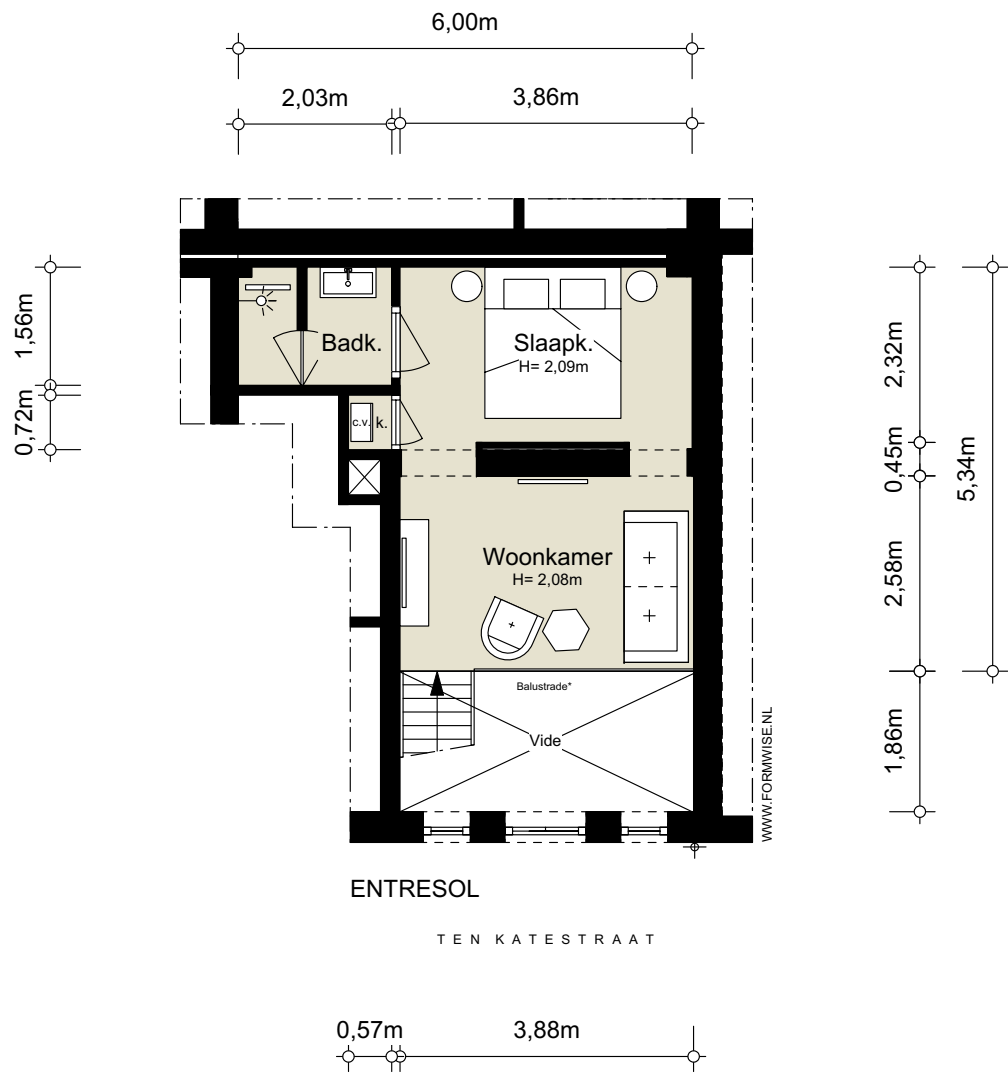 6,00m
2,03m
3,86m
1,56m
0,72m
Badk.
Slaapk.
H= 2,09m
c.v. k.
2,32m
0,45m
5,34m
2,58m
1,86m
Woonkamer
H= 2,08m
Balustrade*
Vide
WWW.FORMWISE.NL
ENTRESOL
TEN KATESTRAAT
0,57m
3,88m